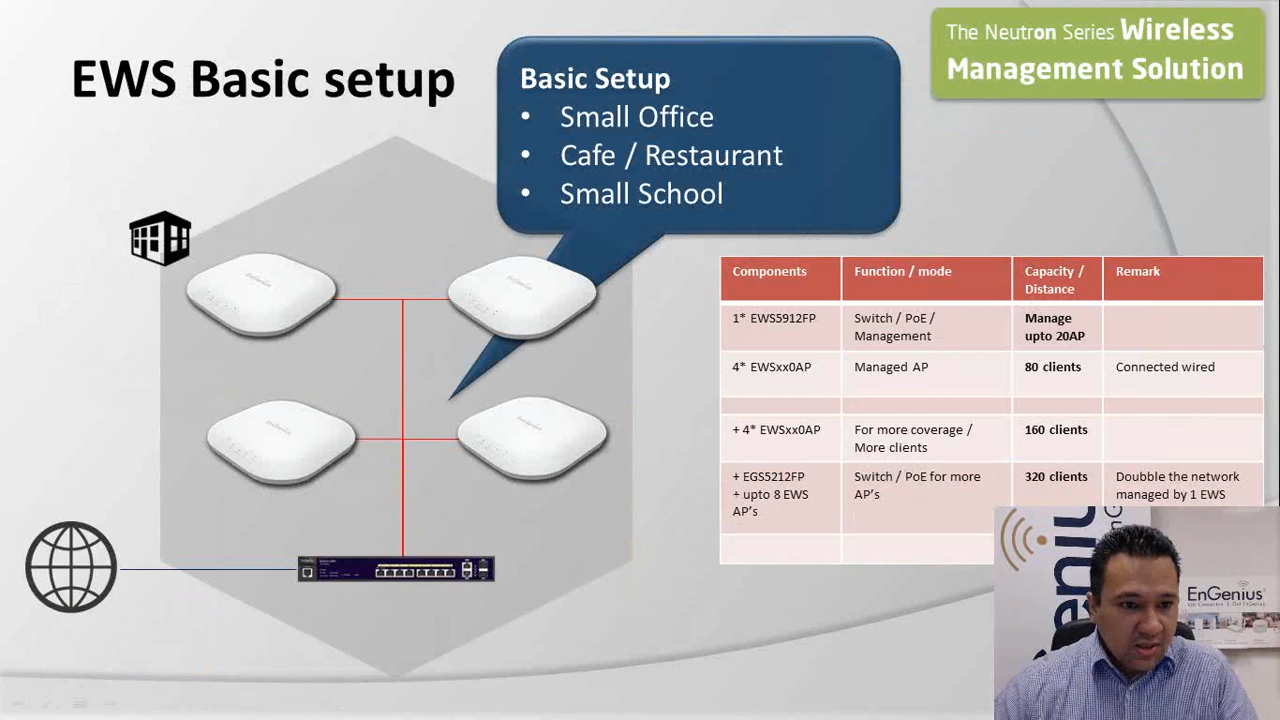 The Neutron Series Wireless
Management Solution
EWS Basic setup
Basic Setup
• Small Office
• Cafe / Restaurant
• Small School
Components Function / mode Capacity / Distance Remark
1* EWS5912FP Switch / PoE / Management Manage upto 20AP
4* EWSxx0AP Managed AP 80 clients Connected wired
+ 4* EWSxx0AP For more coverage / More clients 160 clients
+ EGS5212FP + upto 8 EWS AP's Switch / PoE for more AP's 320 clients Doubble the network managed by 1 EWS
EnGenius®